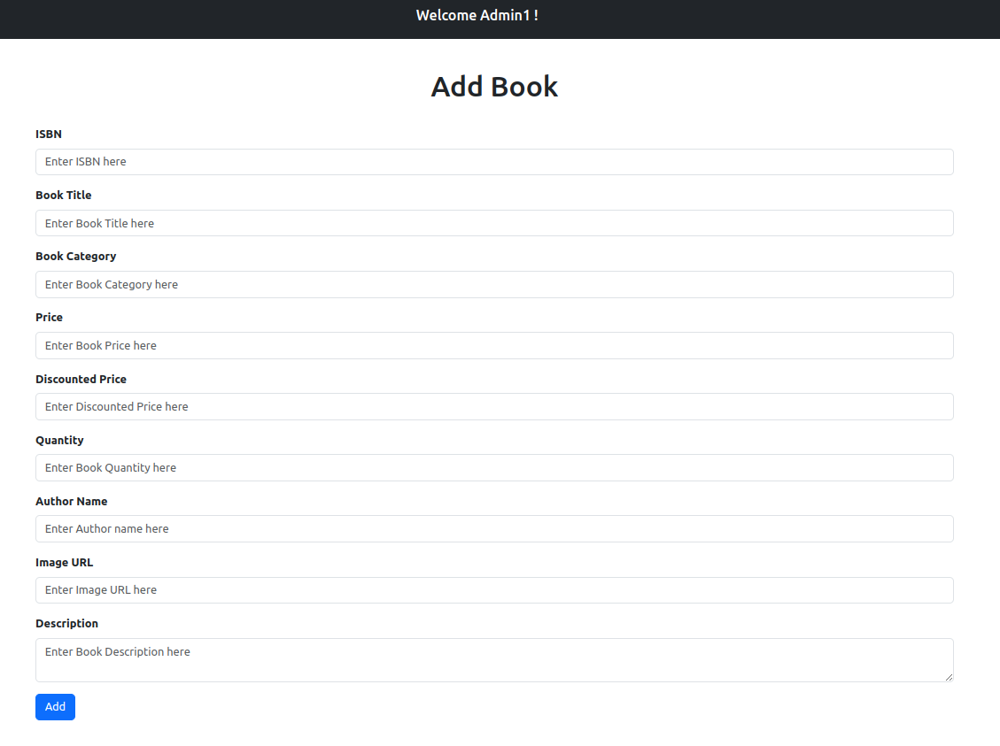 Welcome Admin1 !
Add Book
ISBN
Enter ISBN here
Book Title
Enter Book Title here
Book Category
Enter Book Category here
Price
Enter Book Price here
Discounted Price
Enter Discounted Price here
Quantity
Enter Book Quantity here
Author Name
Enter Author name here
Image URL
Enter Image URL here
Description
Enter Book Description here
Add